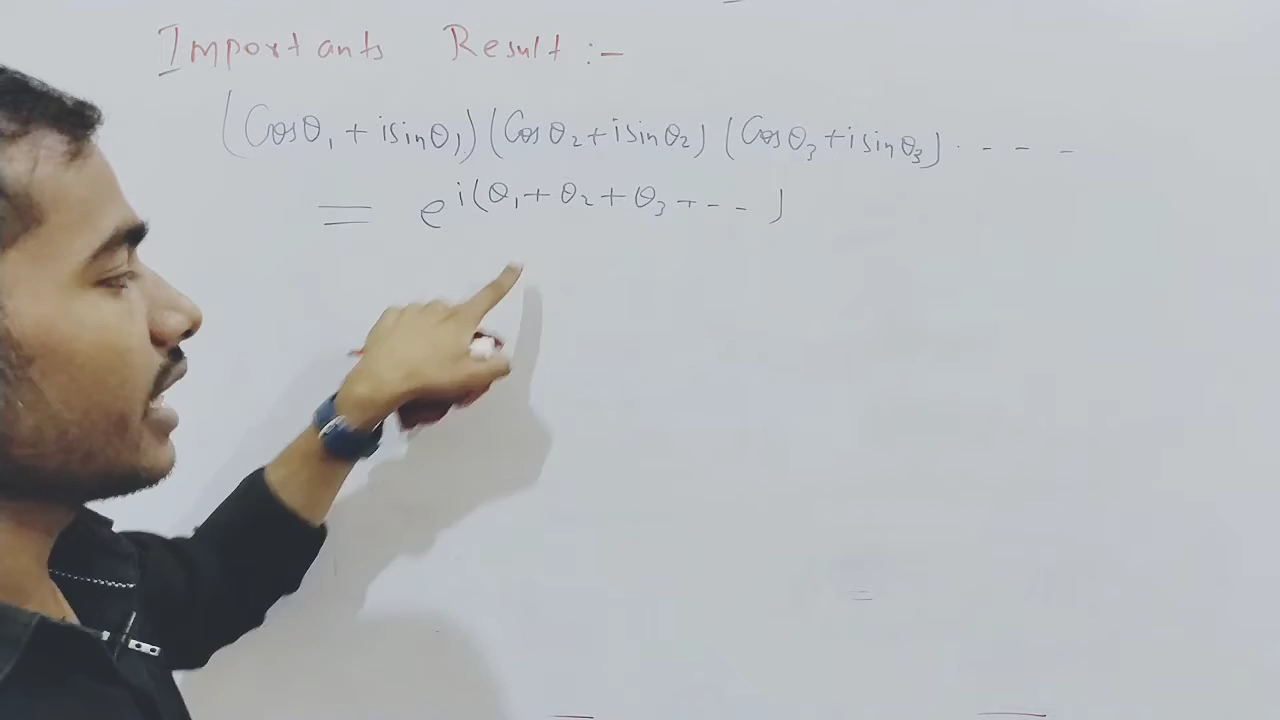 Importants Result :-
(Cosθ₁ + isinθ₁)(Cosθ₂+isinθ₂)(Cosθ₃+isinθ₃)· - - -
= e^i(θ₁+θ₂+θ₃+---)